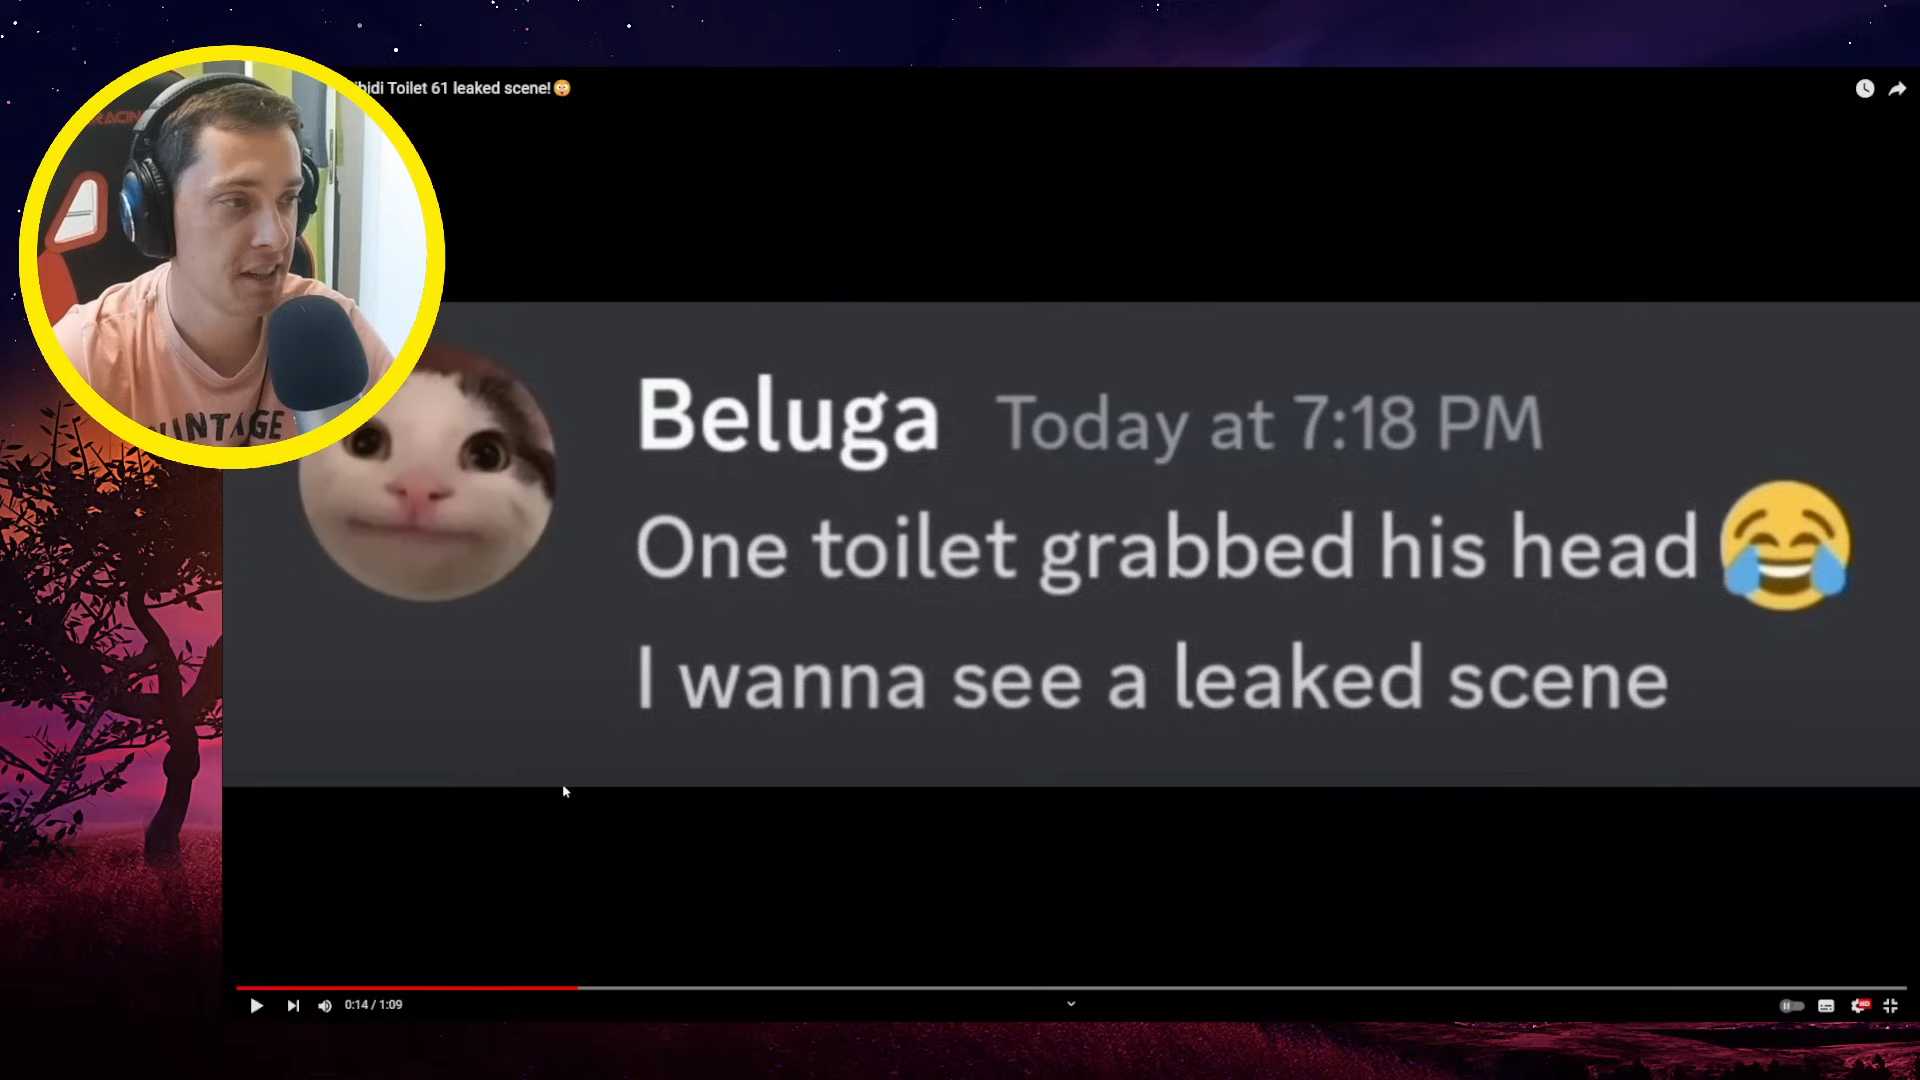 Toilet 61 leaked scene!😳
Beluga Today at 7:18 PM
One toilet grabbed his head 😂
I wanna see a leaked scene
0:14 / 1:09
HD